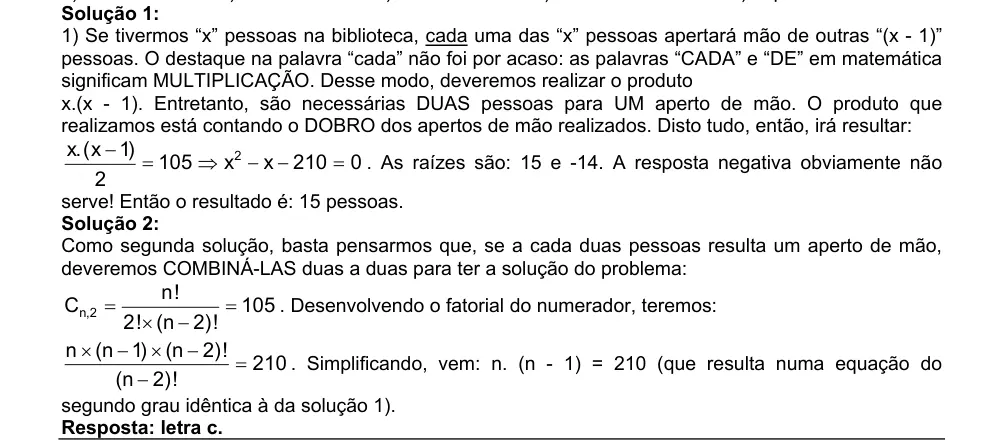 Solução 1:
1) Se tivermos “x” pessoas na biblioteca, cada uma das “x” pessoas apertará mão de outras “(x - 1)”
pessoas. O destaque na palavra “cada” não foi por acaso: as palavras “CADA” e “DE” em matemática
significam MULTIPLICAÇÃO. Desse modo, deveremos realizar o produto
x.(x - 1). Entretanto, são necessárias DUAS pessoas para UM aperto de mão. O produto que
realizamos está contando o DOBRO dos apertos de mão realizados. Disto tudo, então, irá resultar:
x.(x − 1)/2 = 105 ⇒ x² − x − 210 = 0 . As raízes são: 15 e -14. A resposta negativa obviamente não
serve! Então o resultado é: 15 pessoas.
Solução 2:
Como segunda solução, basta pensarmos que, se a cada duas pessoas resulta um aperto de mão,
deveremos COMBINÁ-LAS duas a duas para ter a solução do problema:
Cn,2 = n!/(2!× (n − 2)!) = 105 . Desenvolvendo o fatorial do numerador, teremos:
n × (n − 1) × (n − 2)!/(n − 2)! = 210 . Simplificando, vem: n. (n - 1) = 210 (que resulta numa equação do
segundo grau idêntica à da solução 1).
Resposta: letra c.